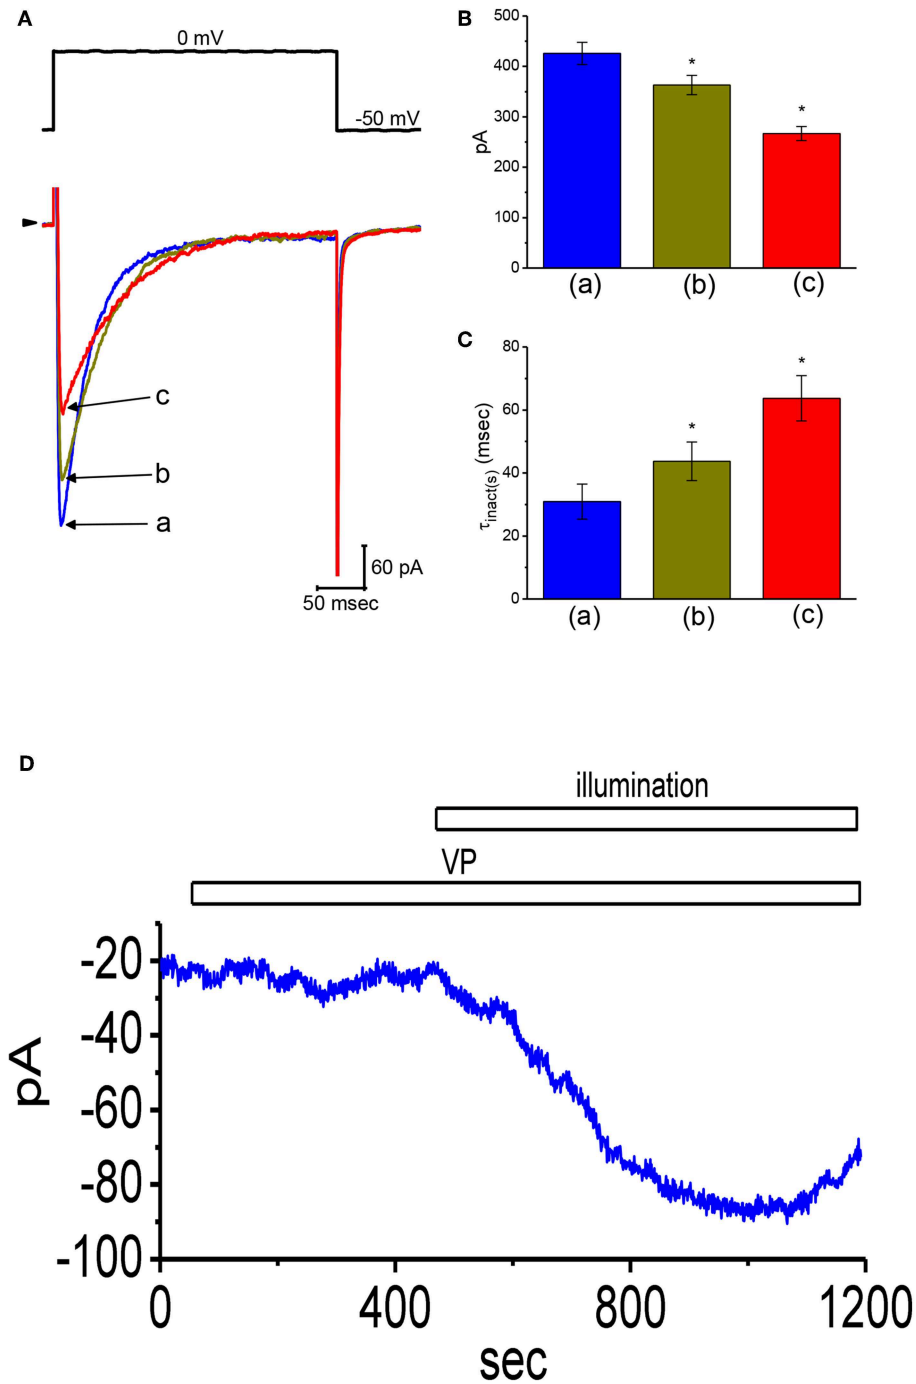 A
0 mV
-50 mV
c
b
a
60 pA
50 msec
B
500
400
300
200
100
0
pA
*
*
(a)
(b)
(c)
C
80
60
40
20
0
τinact(s) (msec)
*
*
(a)
(b)
(c)
D
illumination
VP
-20
-40
-60
-80
-100
pA
0
400
800
1200
sec